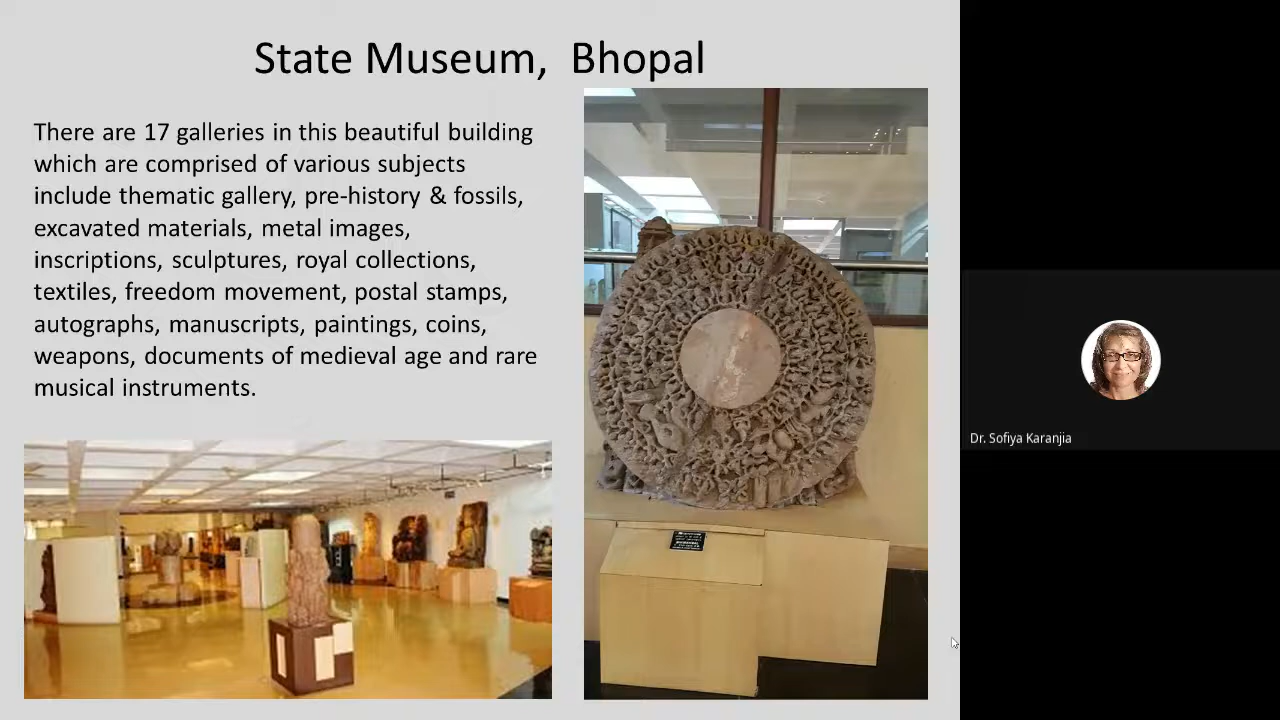 State Museum, Bhopal
There are 17 galleries in this beautiful building
which are comprised of various subjects
include thematic gallery, pre-history & fossils,
excavated materials, metal images,
inscriptions, sculptures, royal collections,
textiles, freedom movement, postal stamps,
autographs, manuscripts, paintings, coins,
weapons, documents of medieval age and rare
musical instruments.
Dr. Sofiya Karanjia